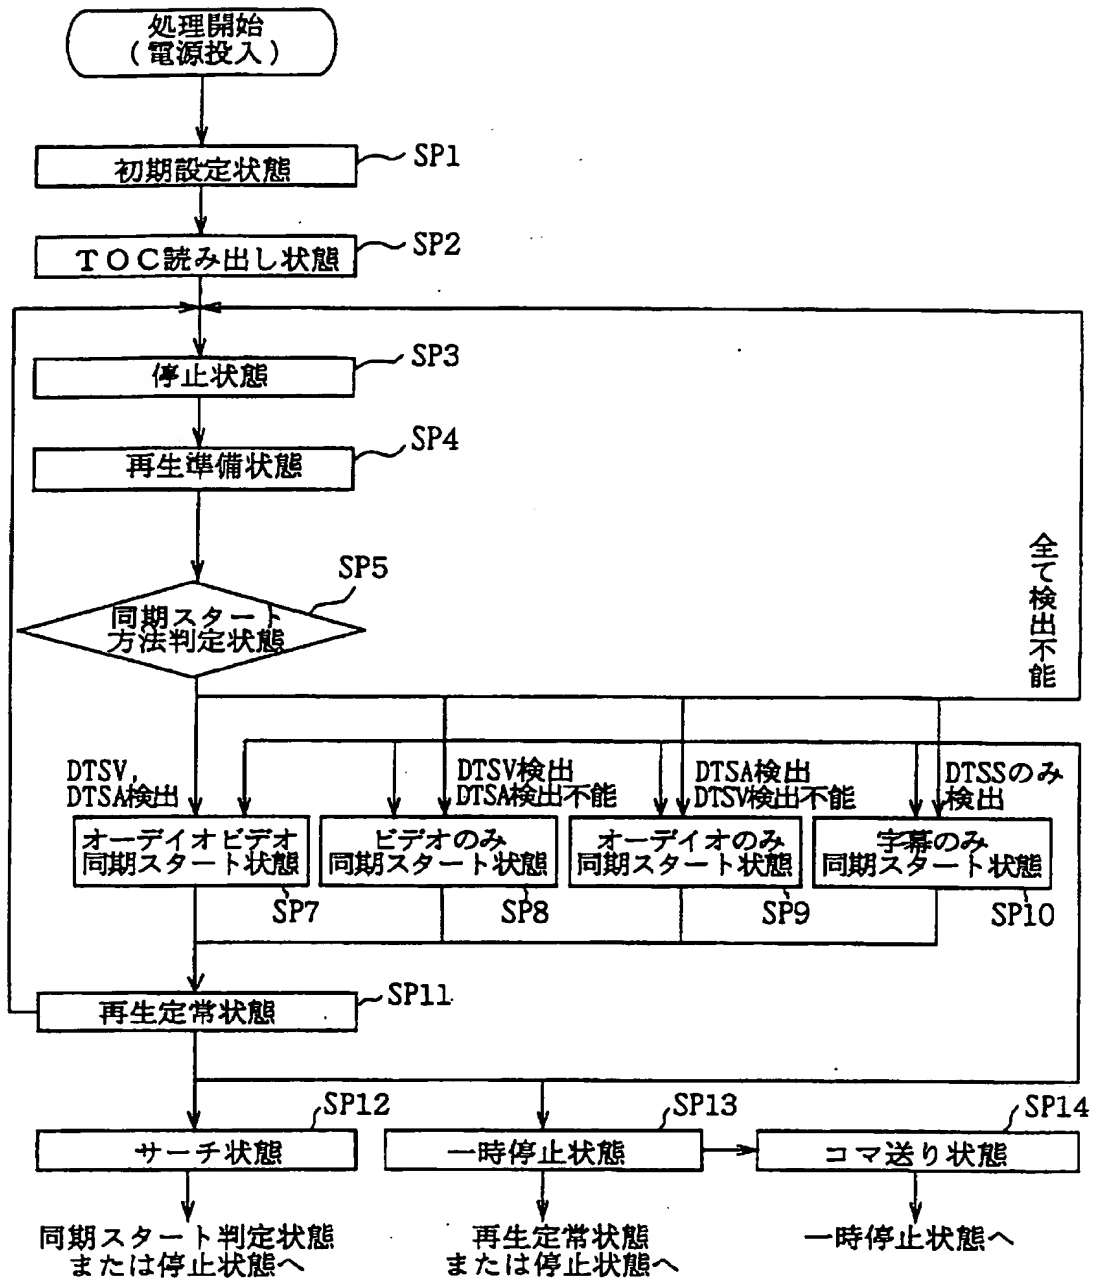 処理開始
(電源投入)
初期設定状態
SP1
TOC読み出し状態
SP2
停止状態
SP3
再生準備状態
SP4
同期スタート
方法判定状態
SP5
全て検出不能
DTSV,
DTSA検出
DTSV検出
DTSA検出不能
DTSA検出
DTSV検出不能
DTSSのみ
検出
オーデイオビデオ
同期スタート状態
SP7
ビデオのみ
同期スタート状態
SP8
オーデイオのみ
同期スタート状態
SP9
字幕のみ
同期スタート状態
SP10
再生定常状態
SP11
サーチ状態
SP12
一時停止状態
SP13
コマ送り状態
SP14
同期スタート判定状態
または停止状態へ
再生定常状態
または停止状態へ
一時停止状態へ